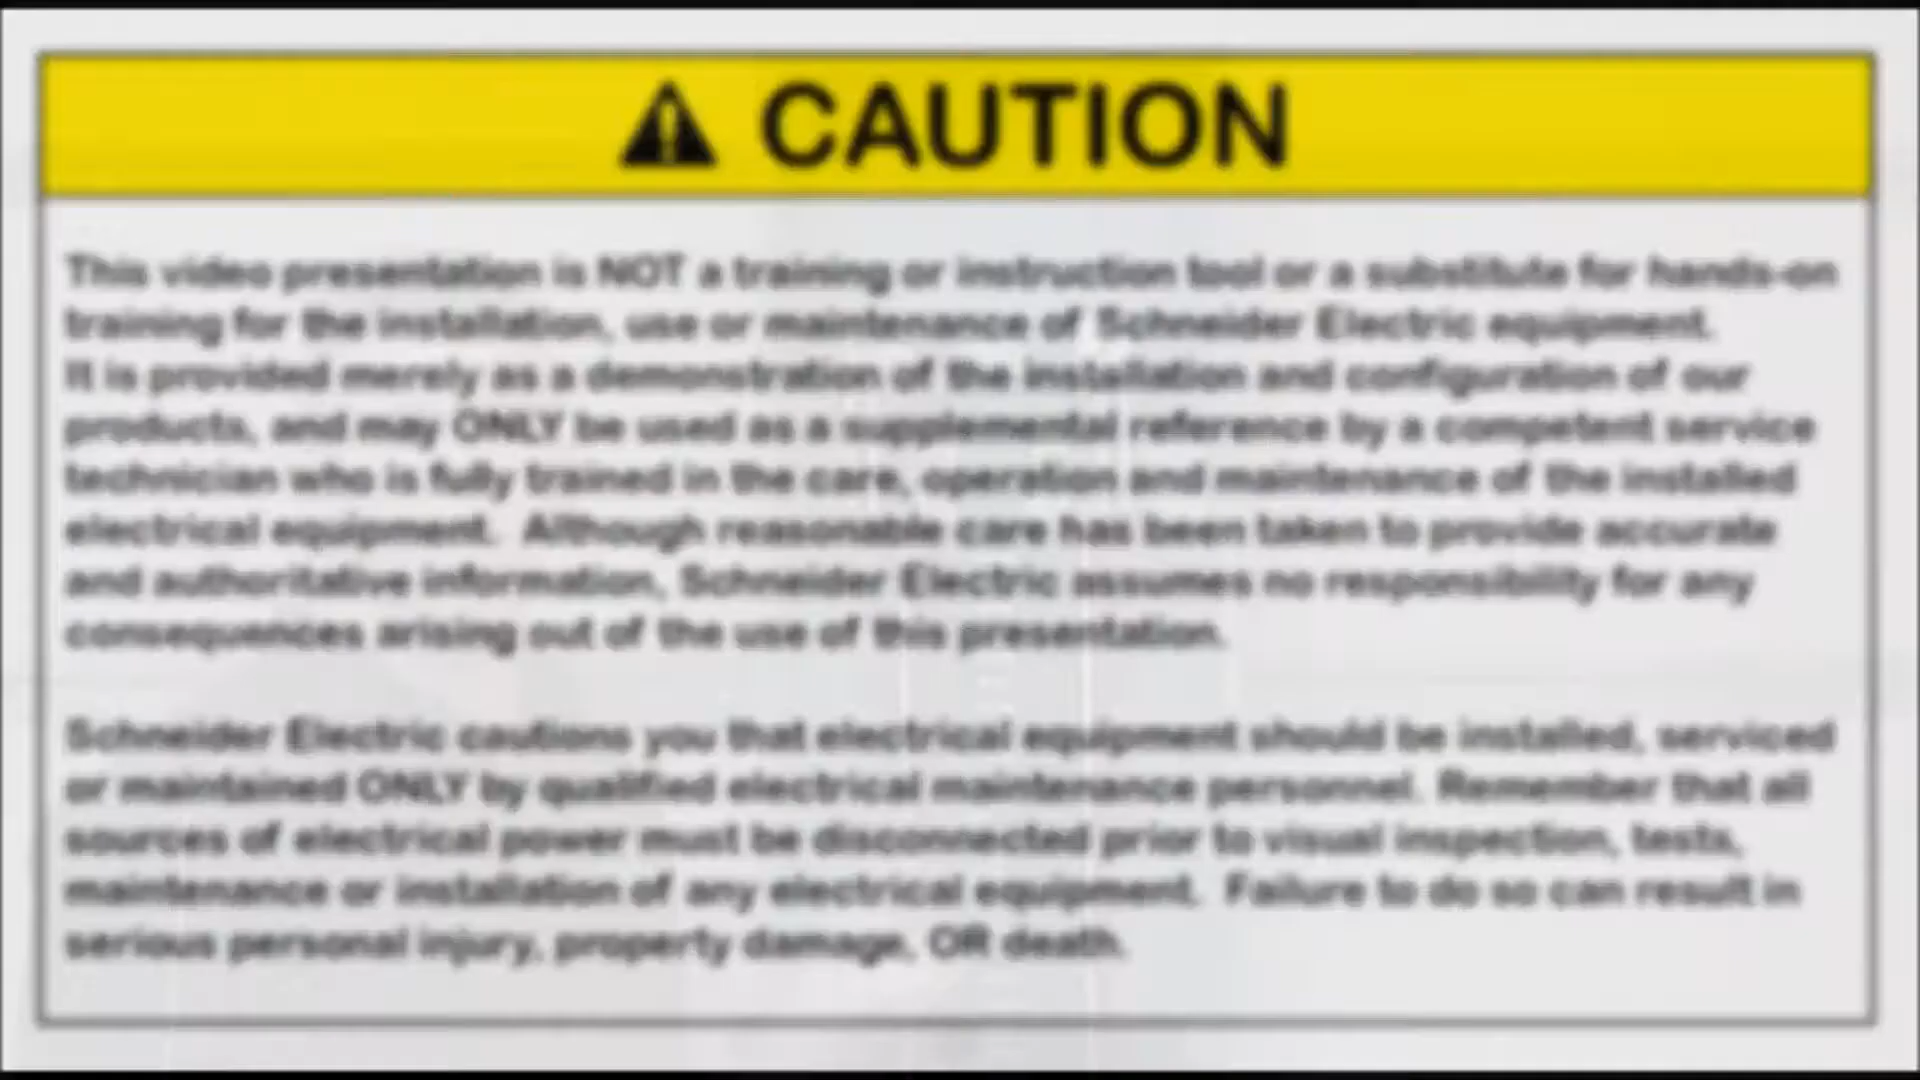 CAUTION
This video presentation is NOT a training or instruction tool or a substitute for hands-on
training for the installation, use or maintenance of Schneider Electric equipment.
It is provided merely as a demonstration of the installation and configuration of our
products, and may ONLY be used as a supplemental reference by a competent service
technician who is fully trained in the care, operation and maintenance of the installed
electrical equipment. Although reasonable care has been taken to provide accurate
and authoritative information, Schneider Electric assumes no responsibility for any
consequences arising out of the use of this presentation.
Schneider Electric cautions you that electrical equipment should be installed, serviced
or maintained ONLY by qualified electrical maintenance personnel. Remember that all
sources of electrical power must be disconnected prior to visual inspection, tests,
maintenance or installation of any electrical equipment. Failure to do so can result in
serious personal injury, property damage, OR death.